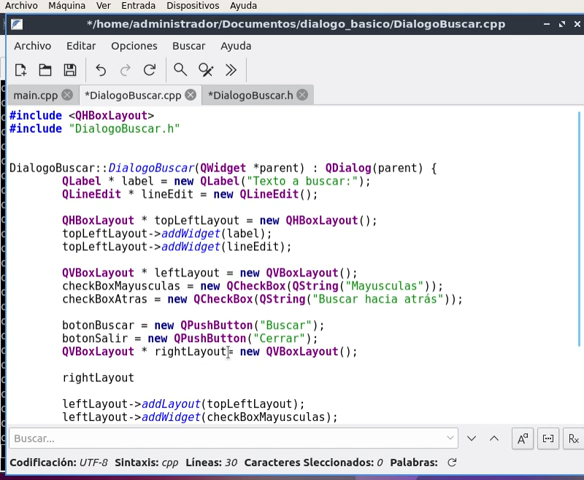 Archivo Máquina Ver Entrada Dispositivos Ayuda
*/home/administrador/Documentos/dialogo_basico/DialogoBuscar.cpp
Archivo Editar Opciones Buscar Ayuda
main.cpp *DialogoBuscar.cpp *DialogoBuscar.h
#include <QHBoxLayout>
#include "DialogoBuscar.h"
DialogoBuscar::DialogoBuscar(QWidget *parent) : QDialog(parent) {
QLabel * label = new QLabel("Texto a buscar:");
QLineEdit * lineEdit = new QLineEdit();
QHBoxLayout * topLeftLayout = new QHBoxLayout();
topLeftLayout->addWidget(label);
topLeftLayout->addWidget(lineEdit);
QVBoxLayout * leftLayout = new QVBoxLayout();
checkBoxMayusculas = new QCheckBox(QString("Mayusculas"));
checkBoxAtras = new QCheckBox(QString("Buscar hacia atrás"));
botonBuscar = new QPushButton("Buscar");
botonSalir = new QPushButton("Cerrar");
QVBoxLayout * rightLayout= new QVBoxLayout();
rightLayout
leftLayout->addLayout(topLeftLayout);
leftLayout->addWidget(checkBoxMayusculas);
Buscar...
Codificación: UTF-8 Sintaxis: cpp Líneas: 30 Caracteres Sleccionados: 0 Palabras: